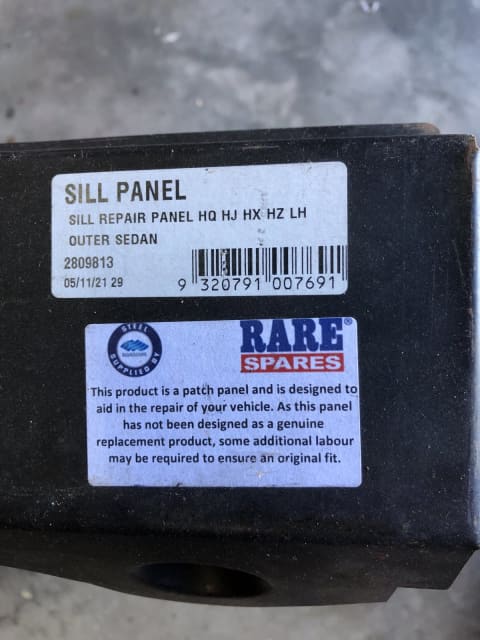 SILL PANEL
SILL REPAIR PANEL HQ HJ HX HZ LH
OUTER SEDAN
2809813
05/11/21 29
9 320791 007691
STEEL
SUPPLIED BY
RARE®
SPARES
This product is a patch panel and is designed to
aid in the repair of your vehicle. As this panel
has not been designed as a genuine
replacement product, some additional labour
may be required to ensure an original fit.